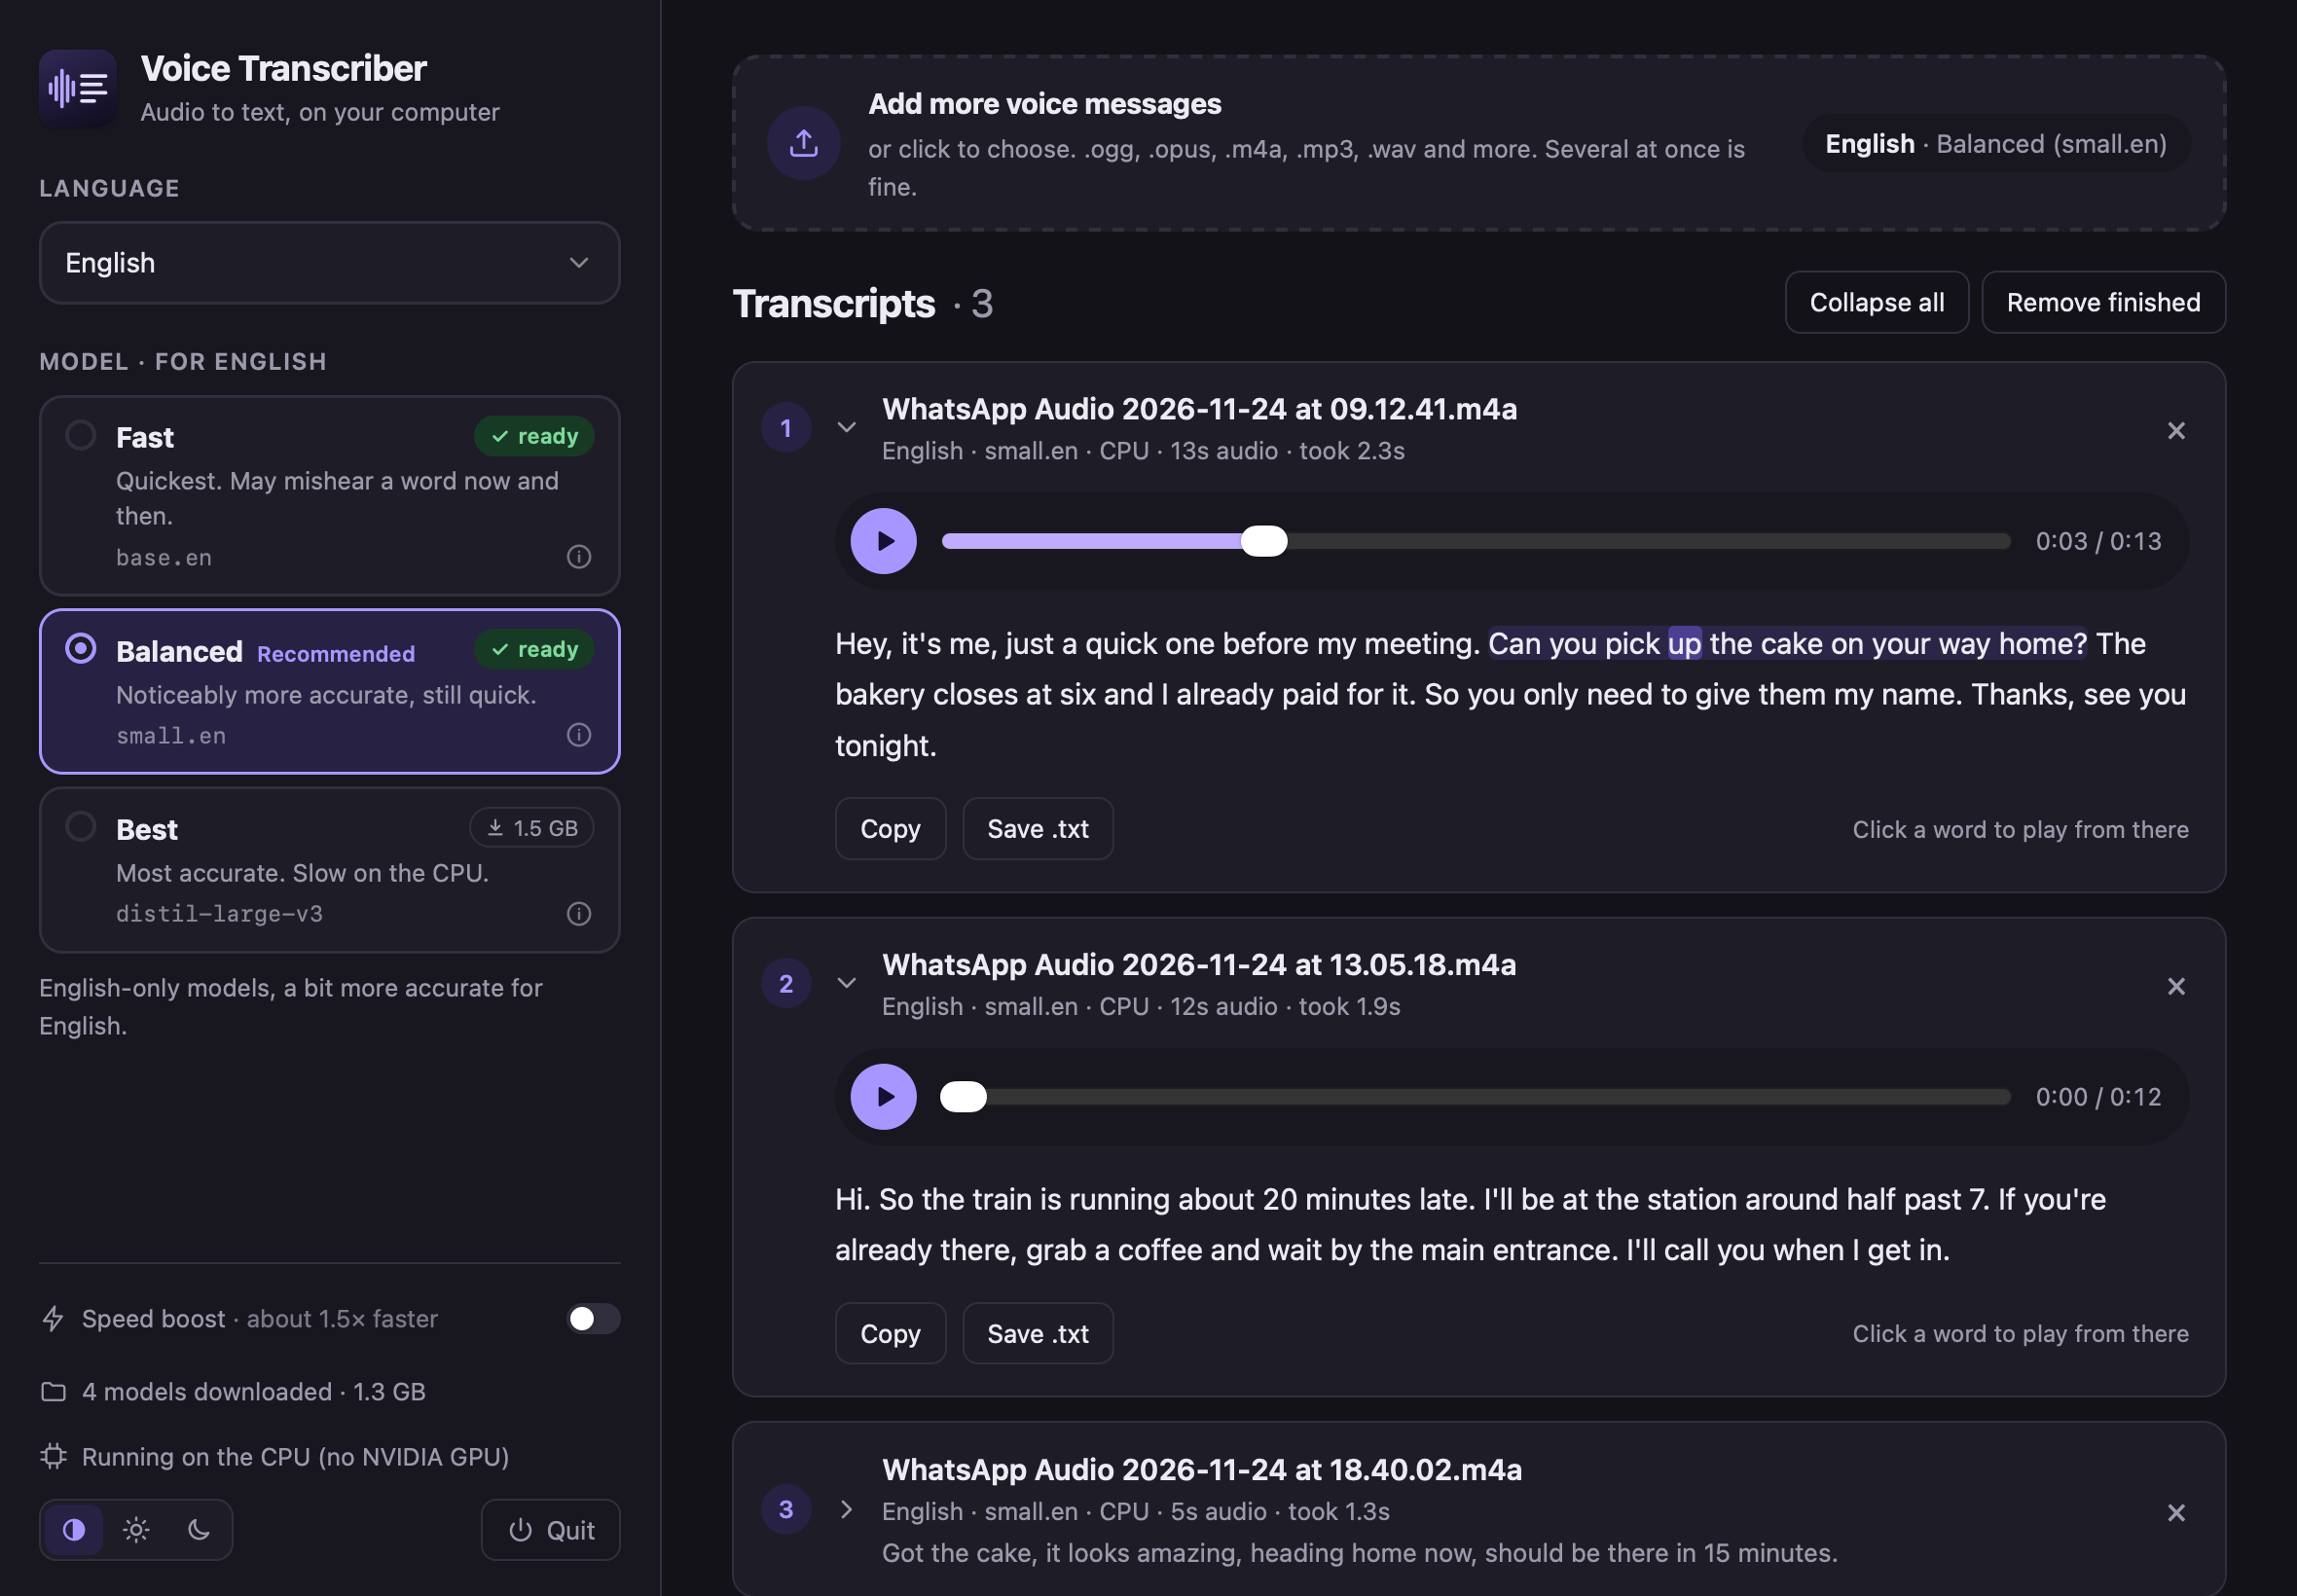 Voice Transcriber
Audio to text, on your computer
LANGUAGE
English
MODEL · FOR ENGLISH
Fast
ready
Quickest. May mishear a word now and
then.
base.en
Balanced Recommended
ready
Noticeably more accurate, still quick.
small.en
Best
1.5 GB
Most accurate. Slow on the CPU.
distil-large-v3
English-only models, a bit more accurate for
English.
Speed boost · about 1.5× faster
4 models downloaded · 1.3 GB
Running on the CPU (no NVIDIA GPU)
Quit
Add more voice messages
or click to choose. .ogg, .opus, .m4a, .mp3, .wav and more. Several at once is
fine.
English · Balanced (small.en)
Transcripts · 3
Collapse all
Remove finished
1
WhatsApp Audio 2026-11-24 at 09.12.41.m4a
English · small.en · CPU · 13s audio · took 2.3s
0:03 / 0:13
Hey, it's me, just a quick one before my meeting. Can you pick up the cake on your way home? The
bakery closes at six and I already paid for it. So you only need to give them my name. Thanks, see you
tonight.
Copy
Save .txt
Click a word to play from there
2
WhatsApp Audio 2026-11-24 at 13.05.18.m4a
English · small.en · CPU · 12s audio · took 1.9s
0:00 / 0:12
Hi. So the train is running about 20 minutes late. I'll be at the station around half past 7. If you're
already there, grab a coffee and wait by the main entrance. I'll call you when I get in.
Copy
Save .txt
Click a word to play from there
3
WhatsApp Audio 2026-11-24 at 18.40.02.m4a
English · small.en · CPU · 5s audio · took 1.3s
Got the cake, it looks amazing, heading home now, should be there in 15 minutes.